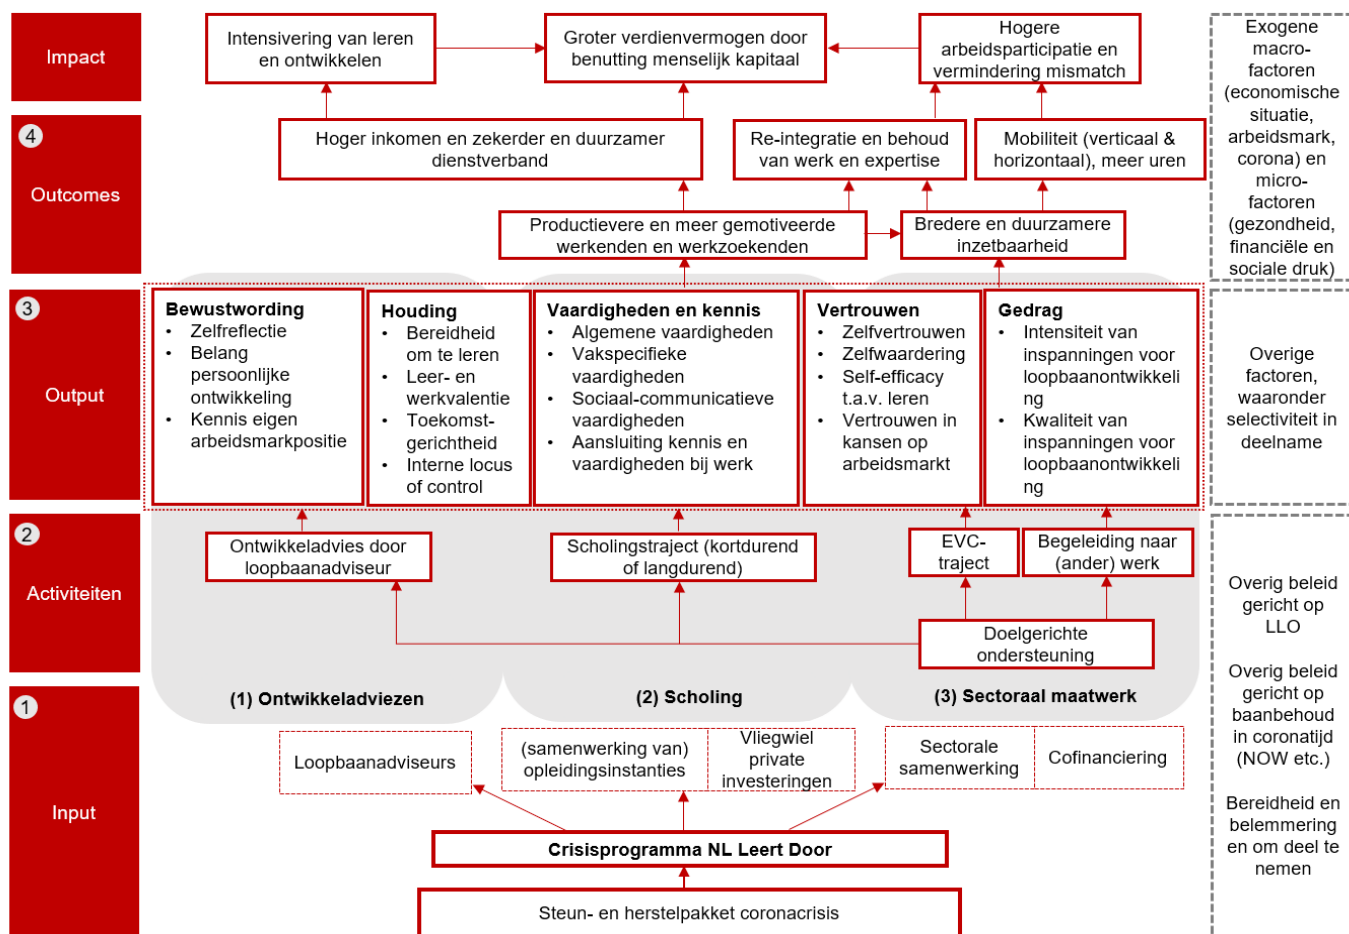 Impact
Intensivering van leren
en ontwikkelen
Groter verdienvermogen door
benutting menselijk kapitaal
Hogere
arbeidsparticipatie en
vermindering mismatch
Exogene
macro-
factoren
(economische
situatie,
arbeidsmark,
corona) en
micro-
factoren
(gezondheid,
financiële en
sociale druk)
4
Outcomes
Hoger inkomen en zekerder en duurzamer
dienstverband
Re-integratie en behoud
van werk en expertise
Mobiliteit (verticaal &
horizontaal), meer uren
Productievere en meer gemotiveerde
werkenden en werkzoekenden
Bredere en duurzamere
inzetbaarheid
3
Output
Bewustwording
• Zelfreflectie
• Belang
persoonlijke
ontwikkeling
• Kennis eigen
arbeidsmarkpositie
Houding
• Bereidheid
om te leren
• Leer- en
werkvalentie
• Toekomst-
gerichtheid
• Interne locus
of control
Vaardigheden en kennis
• Algemene vaardigheden
• Vakspecifieke
vaardigheden
• Sociaal-communicatieve
vaardigheden
• Aansluiting kennis en
vaardigheden bij werk
Vertrouwen
• Zelfvertrouwen
• Zelfwaardering
• Self-efficacy
t.a.v. leren
• Vertrouwen in
kansen op
arbeidsmarkt
Gedrag
• Intensiteit van
inspanningen voor
loopbaanontwikkeli
ng
• Kwaliteit van
inspanningen voor
loopbaanontwikkeli
ng
Overige
factoren,
waaronder
selectiviteit in
deelname
2
Activiteiten
Ontwikkeladvies door
loopbaanadviseur
Scholingstraject (kortdurend
of langdurend)
EVC-
traject
Begeleiding naar
(ander) werk
Doelgerichte
ondersteuning
(1) Ontwikkeladviezen
(2) Scholing
(3) Sectoraal maatwerk
Overig beleid
gericht op
LLO
Overig beleid
gericht op
baanbehoud
in coronatijd
(NOW etc.)
Bereidheid en
belemmering
en om deel te
nemen
1
Input
Loopbaanadviseurs
(samenwerking van)
opleidingsinstanties
Vliegwiel
private
investeringen
Sectorale
samenwerking
Cofinanciering
Crisisprogramma NL Leert Door
Steun- en herstelpakket coronacrisis